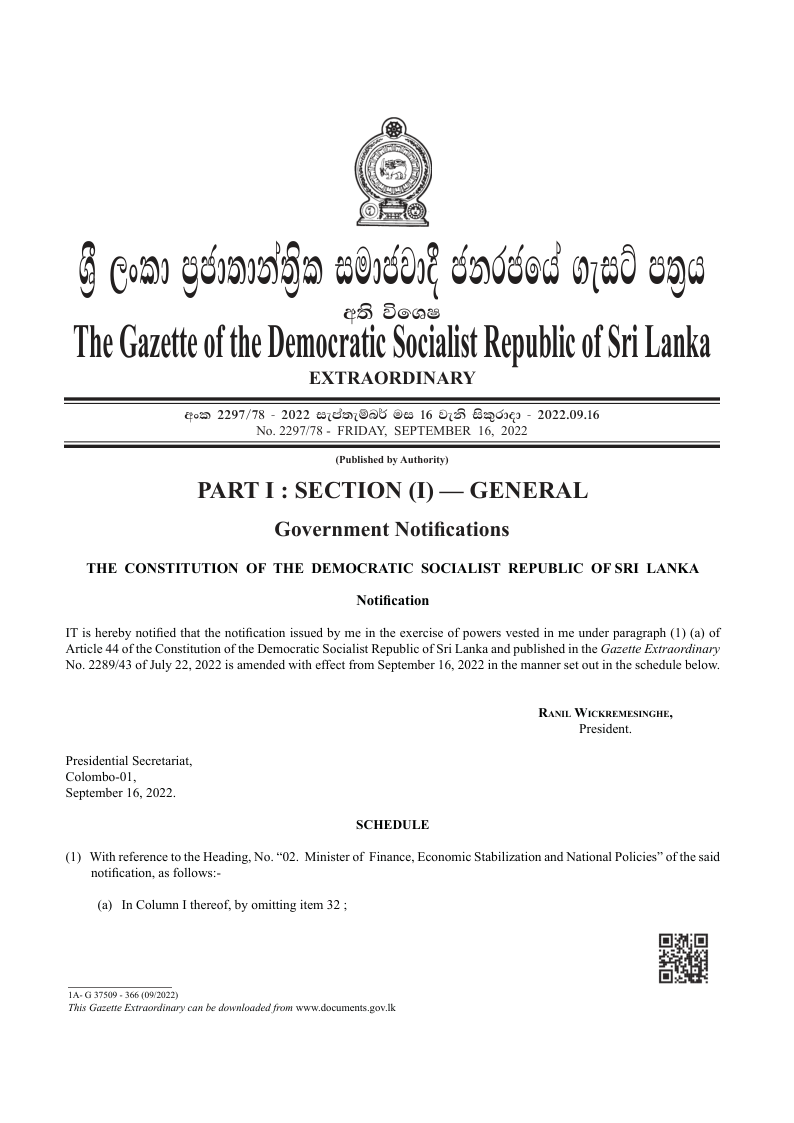 ශ්‍රී ලංකා ප්‍රජාතාන්ත්‍රික සමාජවාදී ජනරජයේ ගැසට් පත්‍රය
අති විශෙෂ
The Gazette of the Democratic Socialist Republic of Sri Lanka
EXTRAORDINARY
අංක 2297/78 - 2022 සැප්තැම්බර් මස 16 වැනි සිකුරාදා - 2022.09.16
No. 2297/78 - FRIDAY, SEPTEMBER 16, 2022
(Published by Authority)
PART I : SECTION (I) — GENERAL
Government Notifications
THE CONSTITUTION OF THE DEMOCRATIC SOCIALIST REPUBLIC OF SRI LANKA
Notification
IT is hereby notified that the notification issued by me in the exercise of powers vested in me under paragraph (1) (a) of
Article 44 of the Constitution of the Democratic Socialist Republic of Sri Lanka and published in the Gazette Extraordinary
No. 2289/43 of July 22, 2022 is amended with effect from September 16, 2022 in the manner set out in the schedule below.
Ranil Wickremesinghe,
President.
Presidential Secretariat,
Colombo-01,
September 16, 2022.
SCHEDULE
(1) With reference to the Heading, No. “02. Minister of Finance, Economic Stabilization and National Policies” of the said
notification, as follows:-
(a) In Column I thereof, by omitting item 32 ;
1A- G 37509 - 366 (09/2022)
This Gazette Extraordinary can be downloaded from www.documents.gov.lk